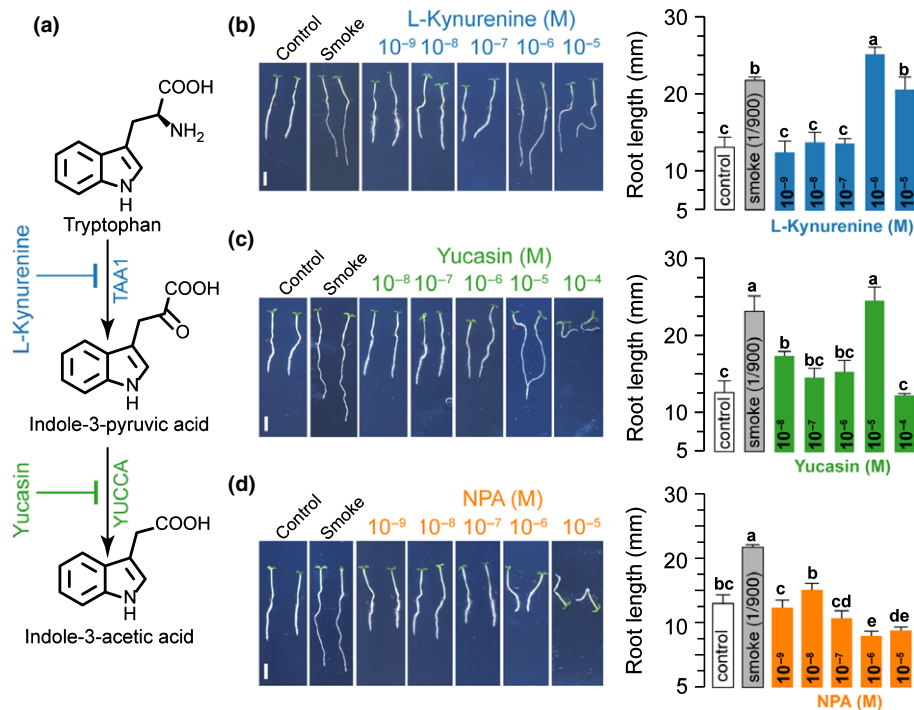 (a)
COOH
NH₂
N
H
Tryptophan
L-Kynurenine
TAA1
COOH
O
N
H
Indole-3-pyruvic acid
Yucasin
YUCCA
COOH
N
H
Indole-3-acetic acid
(b)
Control
Smoke
L-Kynurenine (M)
10⁻⁹ 10⁻⁸ 10⁻⁷ 10⁻⁶ 10⁻⁵
Root length (mm)
30
20
10
5
c b c c c a b
control
smoke (1/900)
10⁻⁹ 10⁻⁸ 10⁻⁷ 10⁻⁶ 10⁻⁵
L-Kynurenine (M)
(c)
Control
Smoke
Yucasin (M)
10⁻⁸ 10⁻⁷ 10⁻⁶ 10⁻⁵ 10⁻⁴
Root length (mm)
30
20
10
5
c a b bc bc a c
control
smoke (1/900)
10⁻⁸ 10⁻⁷ 10⁻⁶ 10⁻⁵ 10⁻⁴
Yucasin (M)
(d)
Control
Smoke
NPA (M)
10⁻⁹ 10⁻⁸ 10⁻⁷ 10⁻⁶ 10⁻⁵
Root length (mm)
30
20
10
5
bc a c b cd e de
control
smoke (1/900)
10⁻⁹ 10⁻⁸ 10⁻⁷ 10⁻⁶ 10⁻⁵
NPA (M)